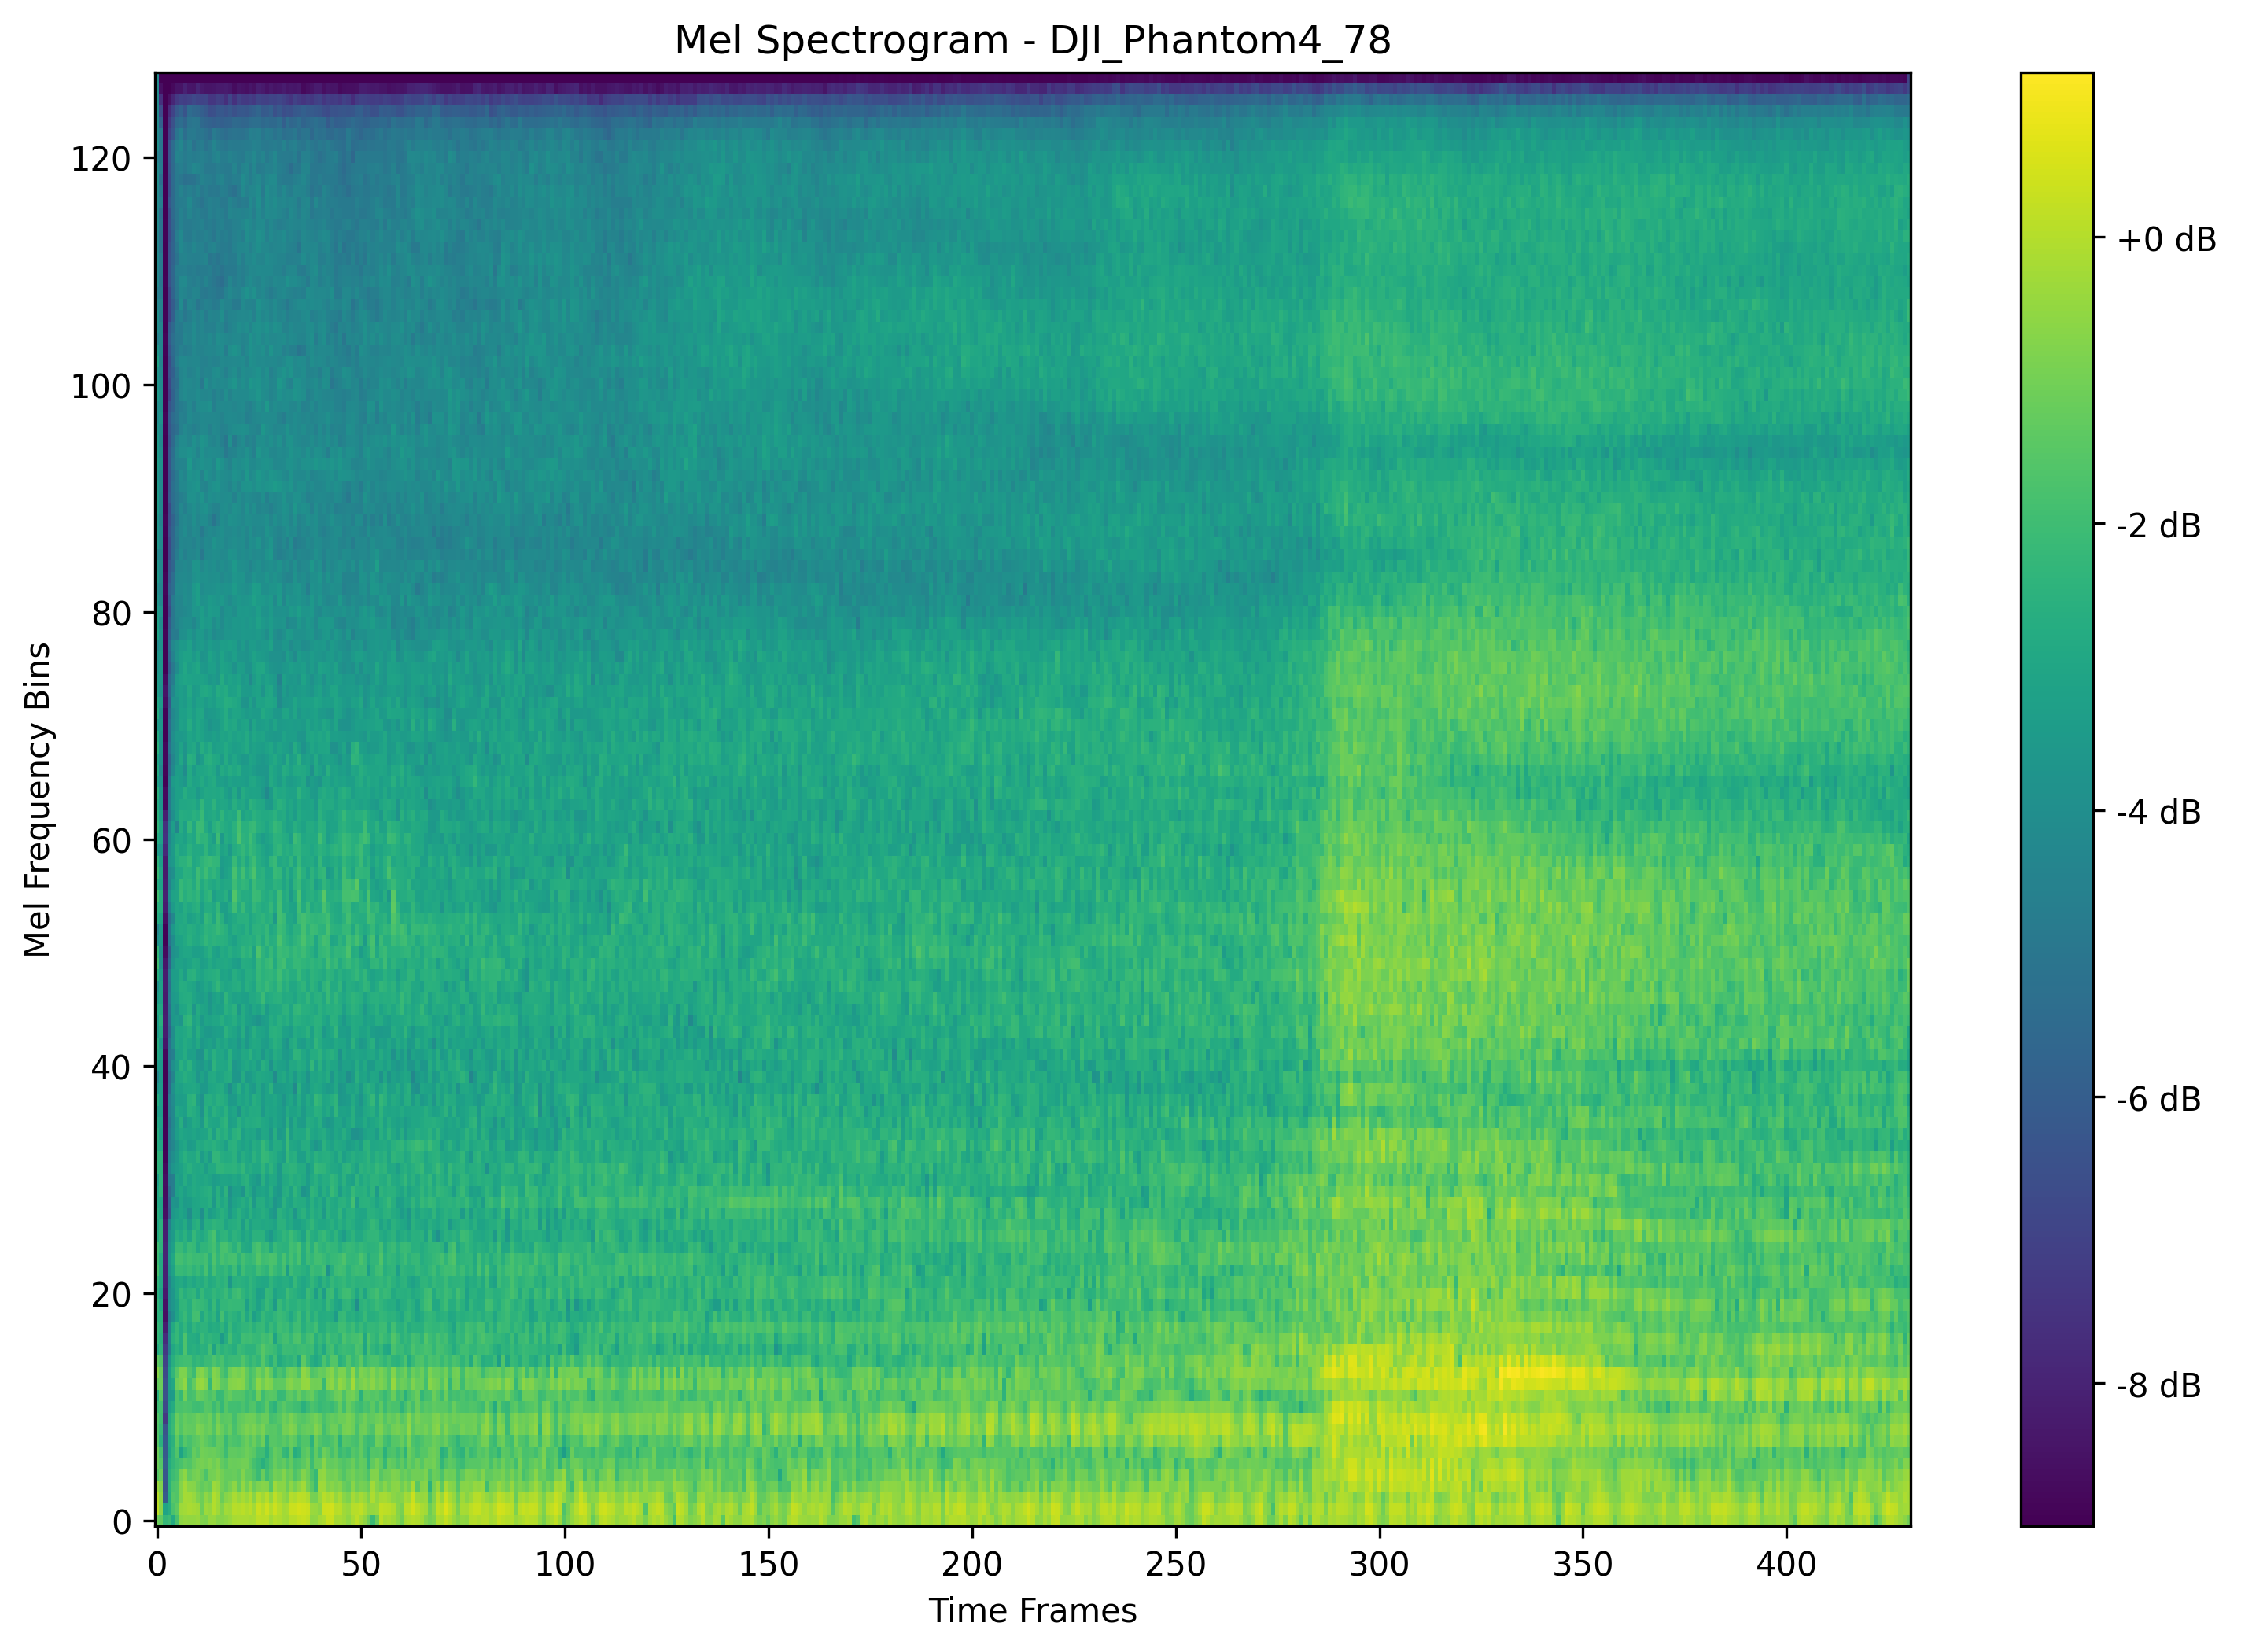 Mel Spectrogram - DJI_Phantom4_78
Mel Frequency Bins
120
100
80
60
40
20
0
0 50 100 150 200 250 300 350 400
Time Frames
+0 dB
-2 dB
-4 dB
-6 dB
-8 dB